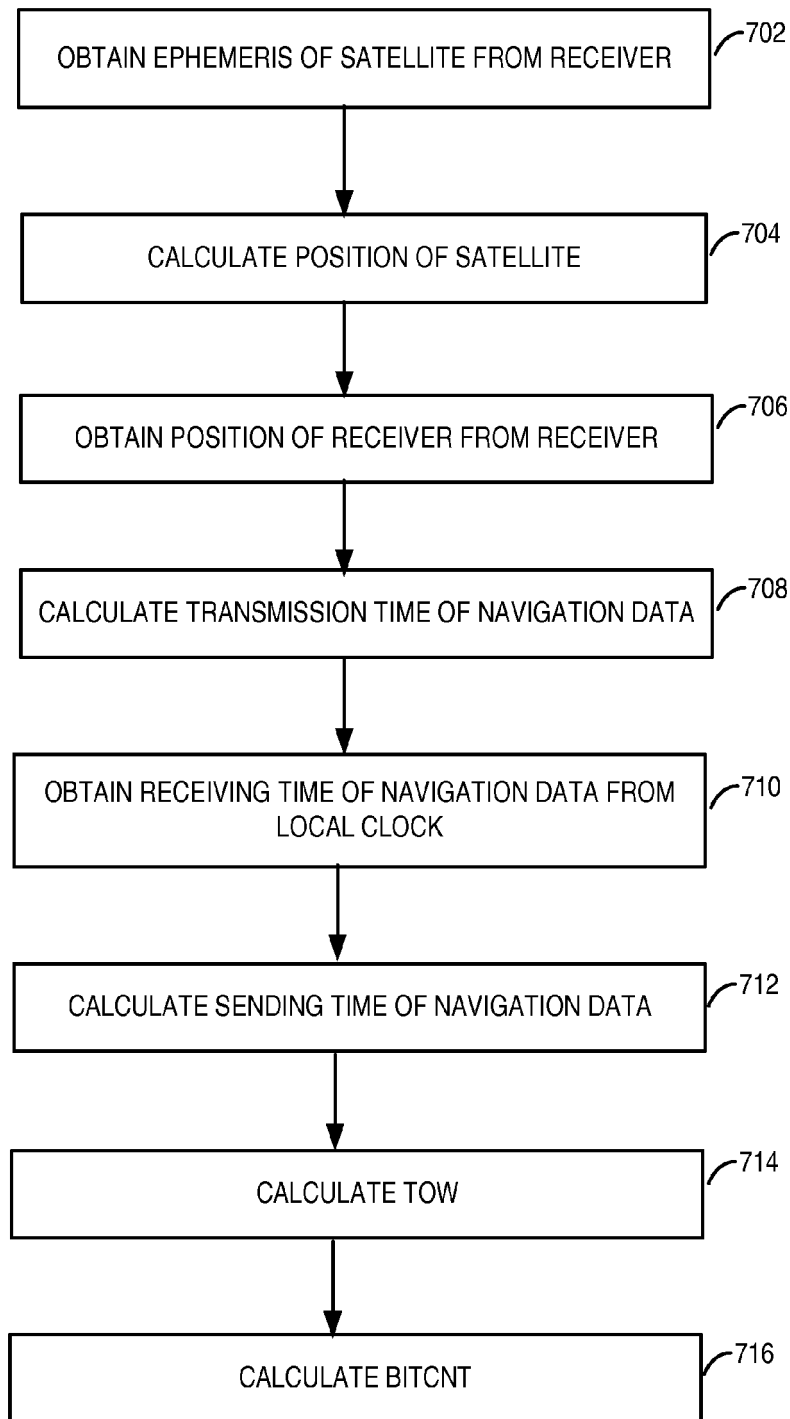 OBTAIN EPHEMERIS OF SATELLITE FROM RECEIVER
702
CALCULATE POSITION OF SATELLITE
704
OBTAIN POSITION OF RECEIVER FROM RECEIVER
706
CALCULATE TRANSMISSION TIME OF NAVIGATION DATA
708
OBTAIN RECEIVING TIME OF NAVIGATION DATA FROM
LOCAL CLOCK
710
CALCULATE SENDING TIME OF NAVIGATION DATA
712
CALCULATE TOW
714
CALCULATE BITCNT
716